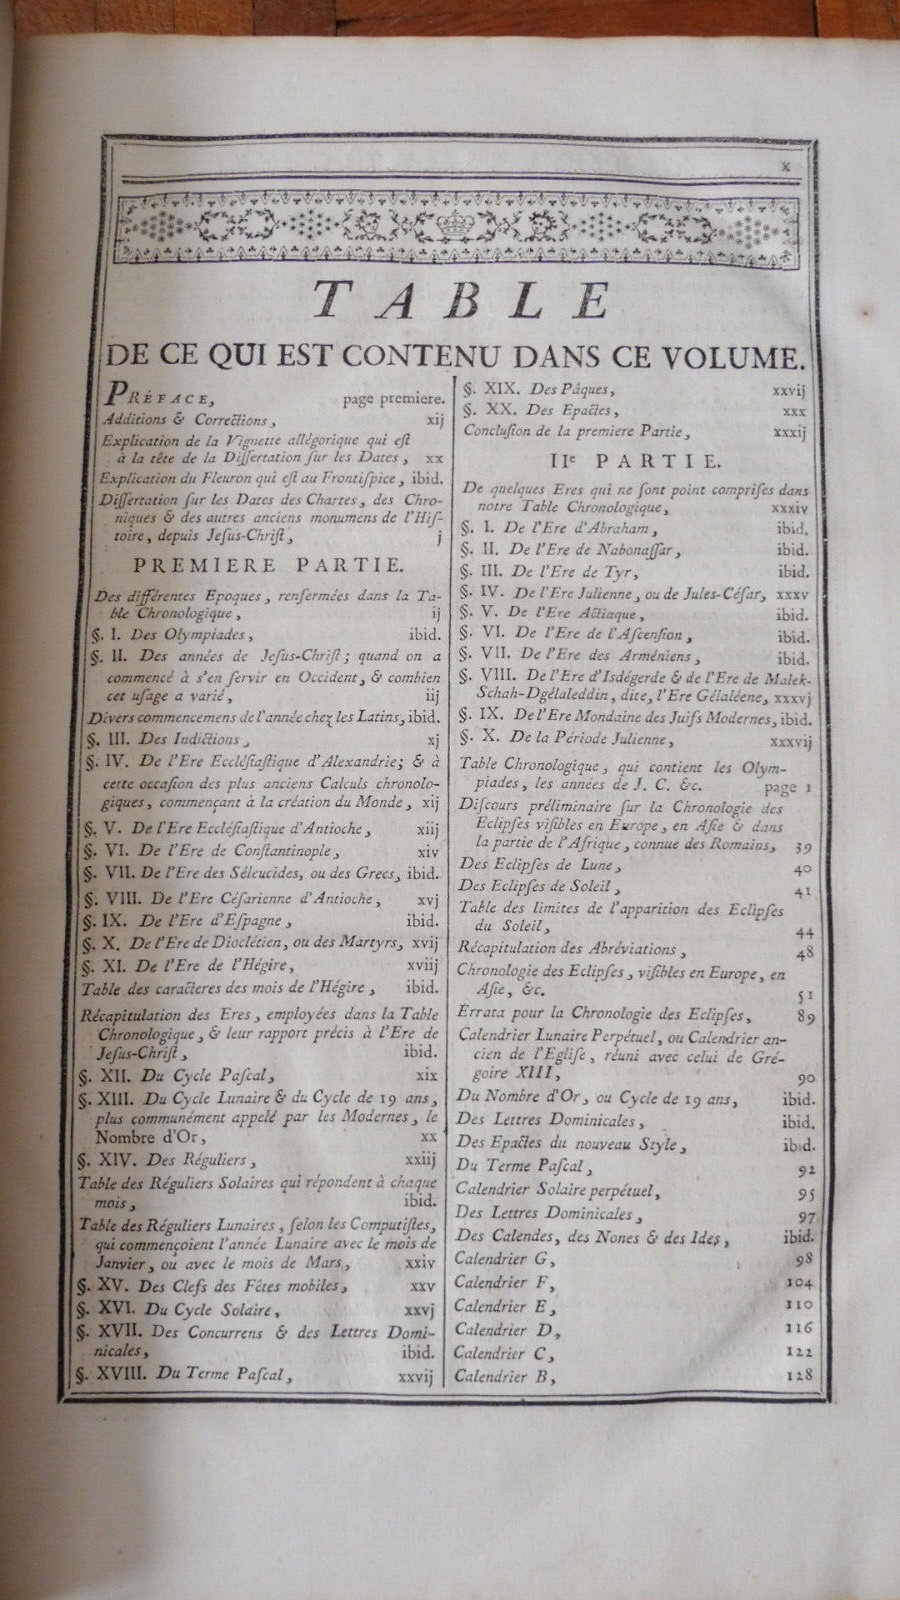 x
TABLE
DE CE QUI EST CONTENU DANS CE VOLUME.
PRÉFACE, page premiere.
Additions & Corrections, xij
Explication de la Vignette allégorique qui eſt
à la tête de la Diſſertation ſur les Dates, xx
Explication du Fleuron qui eſt au Frontiſpice, ibid.
Diſſertation ſur les Dates des Chartes, des Chro-
niques & des autres anciens monumens de l'Hiſ-
toire, depuis Jeſus-Chriſt, j
PREMIERE PARTIE.
Des différentes Epoques, renfermées dans la Ta-
ble Chronologique, ij
§. I. Des Olympiades, ibid.
§. II. Des années de Jeſus-Chriſt; quand on a
commencé à s'en ſervir en Occident, & combien
cet uſage a varié, iij
Divers commencemens de l'année chez les Latins, ibid.
§. III. Des Indictions, xj
§. IV. De l'Ere Eccléſiaſtique d'Alexandrie; & à
cette occaſion des plus anciens Calculs chronolo-
giques, commençant à la création du Monde, xij
§. V. De l'Ere Eccléſiaſtique d'Antioche, xiij
§. VI. De l'Ere de Conſtantinople, xiv
§. VII. De l'Ere des Séleucides, ou des Grecs, ibid.
§. VIII. De l'Ere Céſarienne d'Antioche, xvj
§. IX. De l'Ere d'Eſpagne, ibid.
§. X. De l'Ere de Dioclétien, ou des Martyrs, xvij
§. XI. De l'Ere de l'Hégire, xviij
Table des caracteres des mois de l'Hégire, ibid.
Récapitulation des Eres, employées dans la Table
Chronologique, & leur rapport précis à l'Ere de
Jeſus-Chriſt, ibid.
§. XII. Du Cycle Paſcal, xix
§. XIII. Du Cycle Lunaire & du Cycle de 19 ans,
plus communément appelé par les Modernes, le
Nombre d'Or, xx
§. XIV. Des Réguliers, xxiij
Table des Réguliers Solaires qui répondent à chaque
mois, ibid.
Table des Réguliers Lunaires, ſelon les Computiſtes,
qui commençoient l'année Lunaire avec le mois de
Janvier, ou avec le mois de Mars, xxiv
§. XV. Des Clefs des Fêtes mobiles, xxv
§. XVI. Du Cycle Solaire, xxvj
§. XVII. Des Concurrens & des Lettres Domi-
nicales, ibid.
§. XVIII. Du Terme Paſcal, xxvij
§. XIX. Des Pâques, xxvij
§. XX. Des Epactes, xxx
Concluſion de la premiere Partie, xxxij
IIe PARTIE.
De quelques Eres qui ne ſont point compriſes dans
notre Table Chronologique, xxxiv
§. I. De l'Ere d'Abraham, ibid.
§. II. De l'Ere de Nabonaſſar, ibid.
§. III. De l'Ere de Tyr, ibid.
§. IV. De l'Ere Julienne, ou de Jules-Céſar, xxxv
§. V. De l'Ere Actiaque, ibid.
§. VI. De l'Ere de l'Aſcenſion, ibid.
§. VII. De l'Ere des Arméniens, ibid.
§. VIII. De l'Ere d'Isdégerde & de l'Ere de Malek-
Schah-Dgélaleddin, dite, l'Ere Gélaléene, xxxvj
§. IX. De l'Ere Mondaine des Juifs Modernes, ibid.
§. X. De la Période Julienne, xxxvij
Table Chronologique, qui contient les Olym-
piades, les années de J. C. &c. page 1
Diſcours préliminaire ſur la Chronologie des
Eclipſes viſibles en Europe, en Aſie & dans
la partie de l'Afrique, connue des Romains, 39
Des Eclipſes de Lune, 40
Des Eclipſes de Soleil, 41
Table des limites de l'apparition des Eclipſes
du Soleil, 44
Récapitulation des Abréviations, 48
Chronologie des Eclipſes, viſibles en Europe, en
Aſie, &c. 51
Errata pour la Chronologie des Eclipſes, 89
Calendrier Lunaire Perpétuel, ou Calendrier an-
cien de l'Egliſe, réuni avec celui de Gré-
goire XIII, 90
Du Nombre d'Or, ou Cycle de 19 ans, ibid.
Des Lettres Dominicales, ibid.
Des Epactes du nouveau Style, ibid.
Du Terme Paſcal, 92
Calendrier Solaire perpétuel, 95
Des Lettres Dominicales, 97
Des Calendes, des Nones & des Ides, ibid.
Calendrier G, 98
Calendrier F, 104
Calendrier E, 110
Calendrier D, 116
Calendrier C, 122
Calendrier B, 128